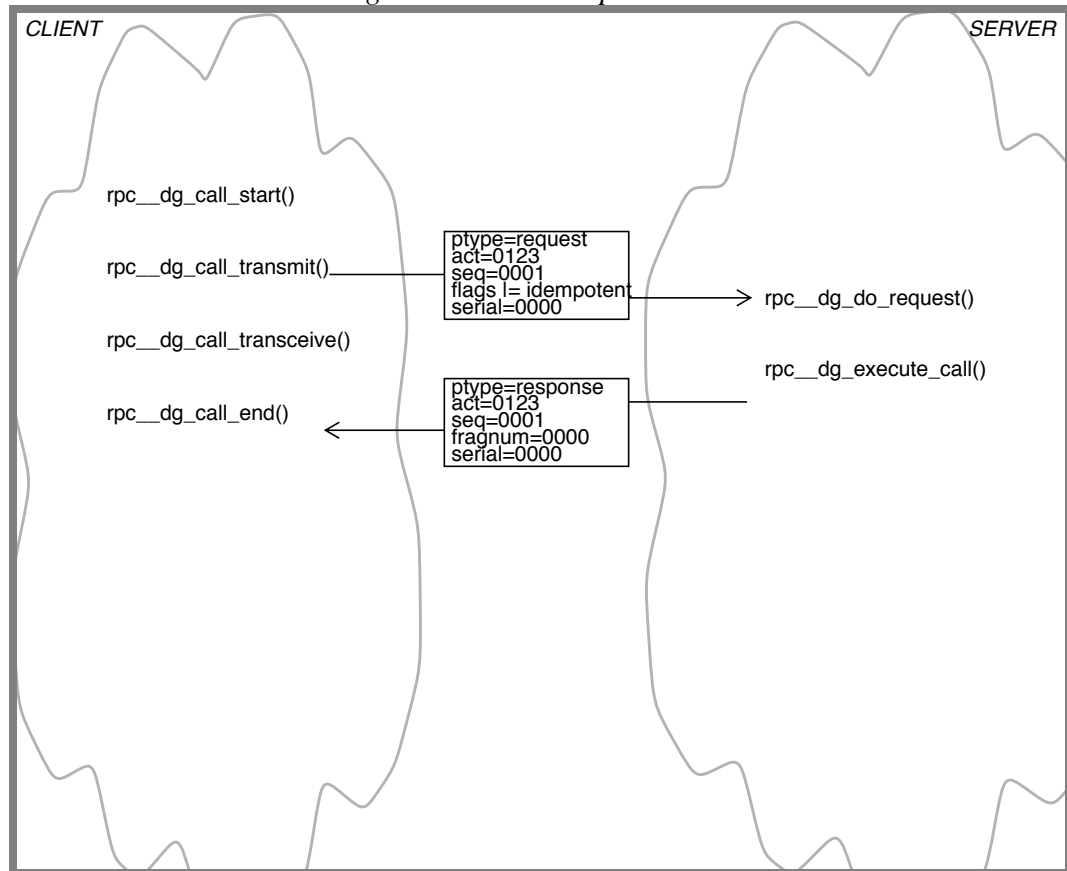 CLIENT
SERVER
rpc__dg_call_start()
rpc__dg_call_transmit()
ptype=request
act=0123
seq=0001
flags |= idempotent
serial=0000
rpc__dg_do_request()
rpc__dg_call_transceive()
rpc__dg_execute_call()
rpc__dg_call_end()
ptype=response
act=0123
seq=0001
fragnum=0000
serial=0000